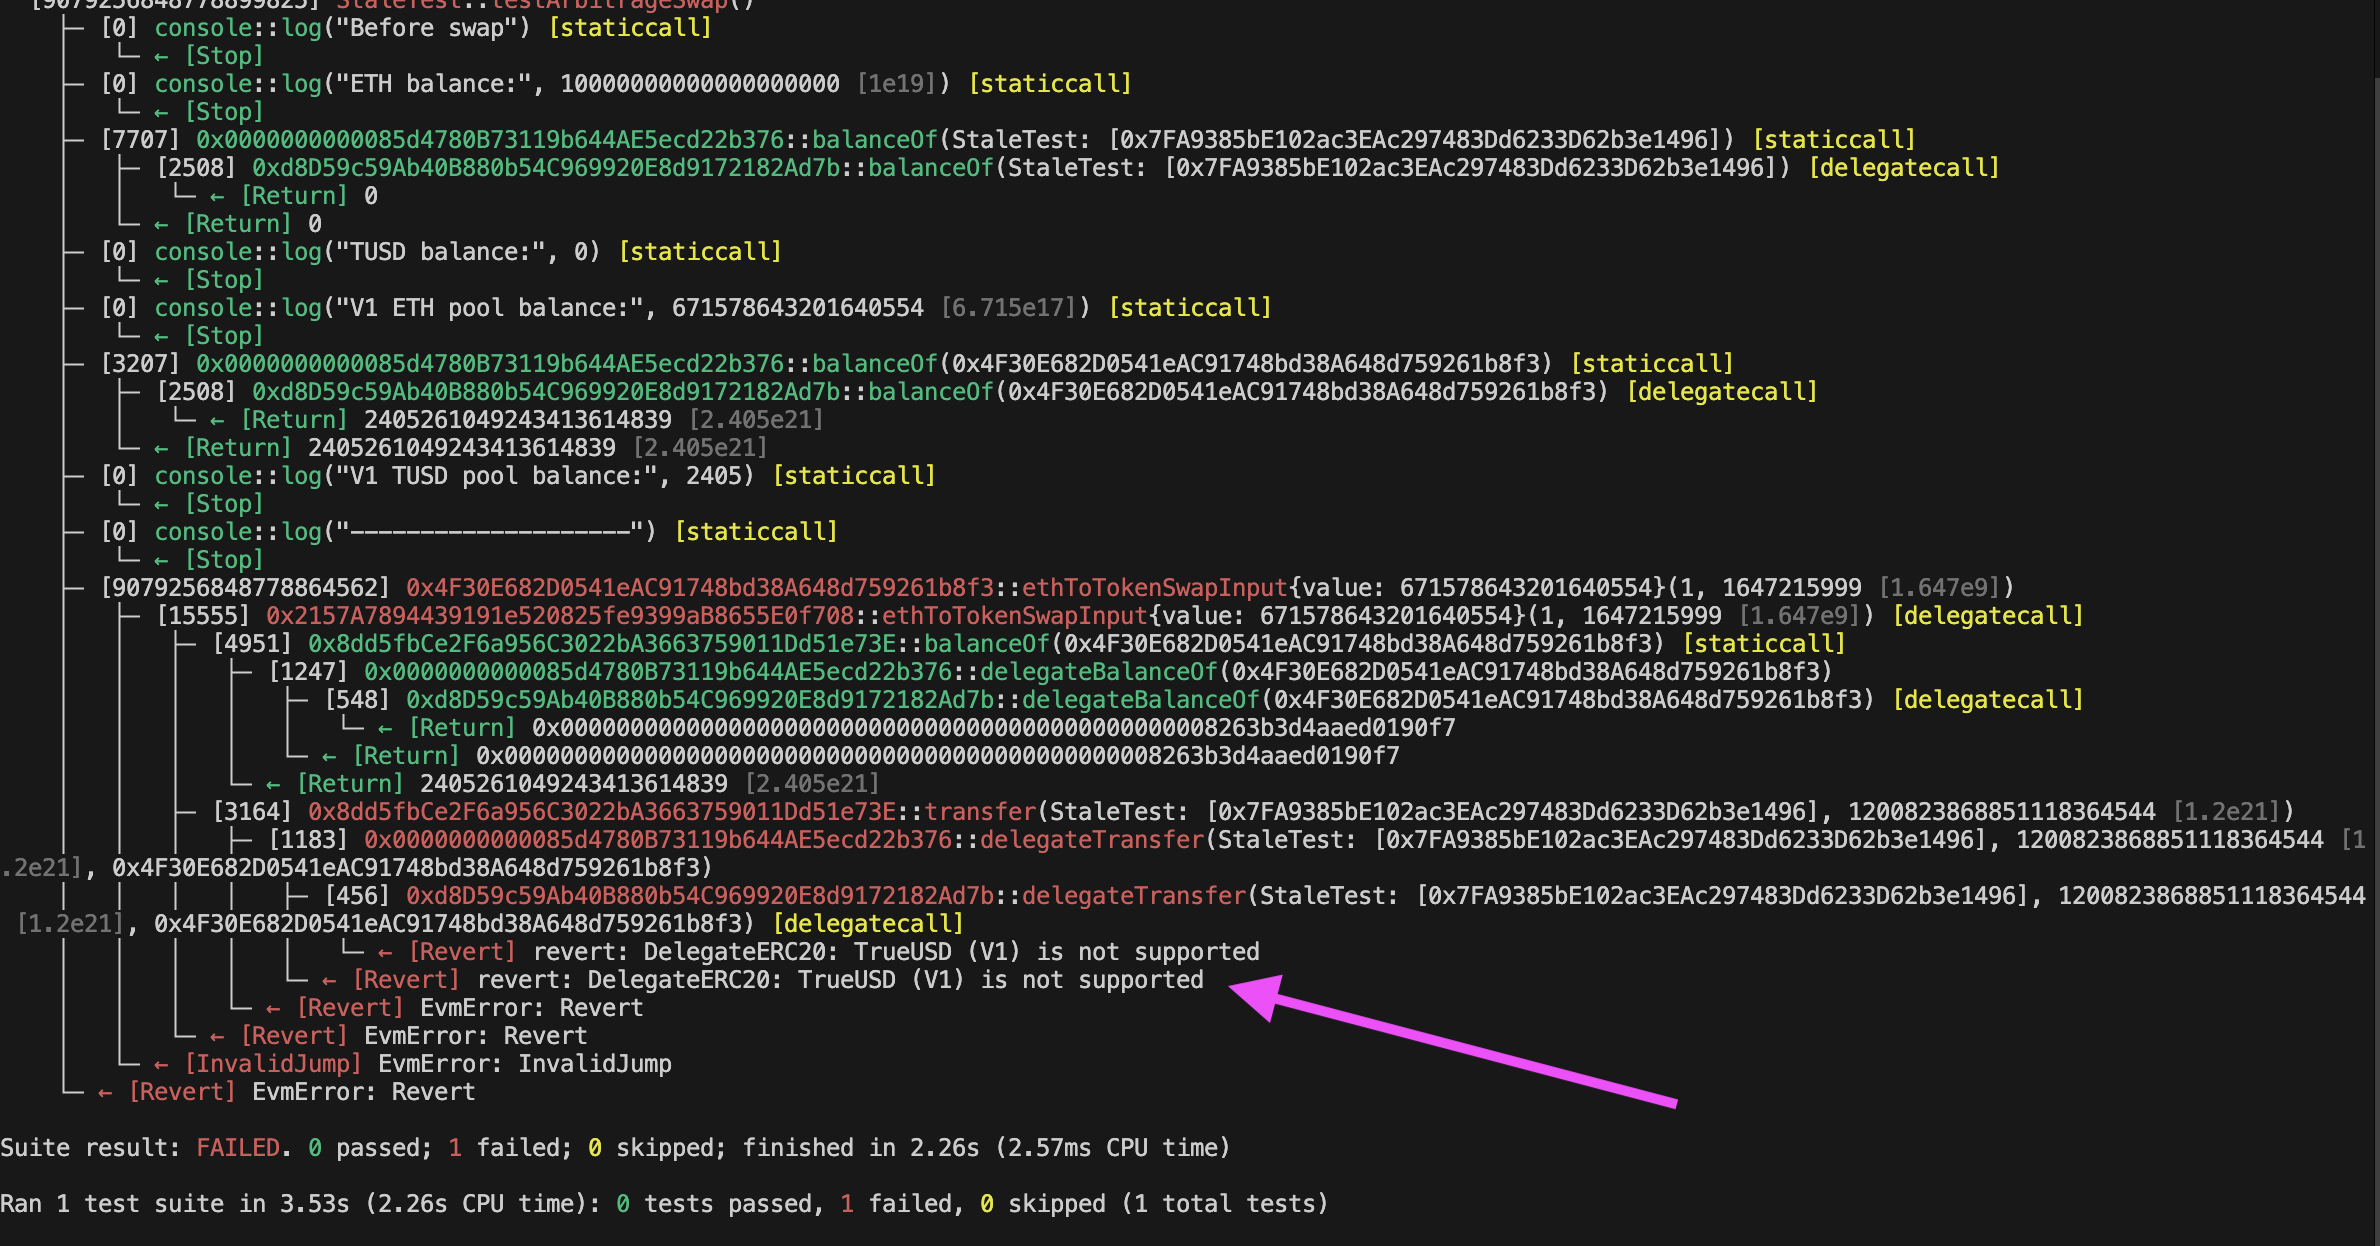 [9079256848778899825] StaleTest::testArbitrageSwap()
├─ [0] console::log("Before swap") [staticcall]
│   └─ ← [Stop]
├─ [0] console::log("ETH balance:", 10000000000000000000 [1e19]) [staticcall]
│   └─ ← [Stop]
├─ [7707] 0x0000000000085d4780B73119b644AE5ecd22b376::balanceOf(StaleTest: [0x7FA9385bE102ac3EAc297483Dd6233D62b3e1496]) [staticcall]
│   ├─ [2508] 0xd8D59c59Ab40B880b54C969920E8d9172182Ad7b::balanceOf(StaleTest: [0x7FA9385bE102ac3EAc297483Dd6233D62b3e1496]) [delegatecall]
│   │   └─ ← [Return] 0
│   └─ ← [Return] 0
├─ [0] console::log("TUSD balance:", 0) [staticcall]
│   └─ ← [Stop]
├─ [0] console::log("V1 ETH pool balance:", 671578643201640554 [6.715e17]) [staticcall]
│   └─ ← [Stop]
├─ [3207] 0x0000000000085d4780B73119b644AE5ecd22b376::balanceOf(0x4F30E682D0541eAC91748bd38A648d759261b8f3) [staticcall]
│   ├─ [2508] 0xd8D59c59Ab40B880b54C969920E8d9172182Ad7b::balanceOf(0x4F30E682D0541eAC91748bd38A648d759261b8f3) [delegatecall]
│   │   └─ ← [Return] 2405261049243413614839 [2.405e21]
│   └─ ← [Return] 2405261049243413614839 [2.405e21]
├─ [0] console::log("V1 TUSD pool balance:", 2405) [staticcall]
│   └─ ← [Stop]
├─ [0] console::log("--------------------") [staticcall]
│   └─ ← [Stop]
├─ [9079256848778864562] 0x4F30E682D0541eAC91748bd38A648d759261b8f3::ethToTokenSwapInput{value: 671578643201640554}(1, 1647215999 [1.647e9])
│   ├─ [15555] 0x2157A7894439191e520825fe9399aB8655E0f708::ethToTokenSwapInput{value: 671578643201640554}(1, 1647215999 [1.647e9]) [delegatecall]
│   │   ├─ [4951] 0x8dd5fbCe2F6a956C3022bA3663759011Dd51e73E::balanceOf(0x4F30E682D0541eAC91748bd38A648d759261b8f3) [staticcall]
│   │   │   ├─ [1247] 0x0000000000085d4780B73119b644AE5ecd22b376::delegateBalanceOf(0x4F30E682D0541eAC91748bd38A648d759261b8f3)
│   │   │   │   ├─ [548] 0xd8D59c59Ab40B880b54C969920E8d9172182Ad7b::delegateBalanceOf(0x4F30E682D0541eAC91748bd38A648d759261b8f3) [delegatecall]
│   │   │   │   │   └─ ← [Return] 0x00000000000000000000000000000000000000000000008263b3d4aaed0190f7
│   │   │   │   └─ ← [Return] 0x00000000000000000000000000000000000000000000008263b3d4aaed0190f7
│   │   │   └─ ← [Return] 2405261049243413614839 [2.405e21]
│   │   ├─ [3164] 0x8dd5fbCe2F6a956C3022bA3663759011Dd51e73E::transfer(StaleTest: [0x7FA9385bE102ac3EAc297483Dd6233D62b3e1496], 1200823868851118364544 [1.2e21])
│   │   │   ├─ [1183] 0x0000000000085d4780B73119b644AE5ecd22b376::delegateTransfer(StaleTest: [0x7FA9385bE102ac3EAc297483Dd6233D62b3e1496], 1200823868851118364544 [1
.2e21], 0x4F30E682D0541eAC91748bd38A648d759261b8f3)
│   │   │   │   ├─ [456] 0xd8D59c59Ab40B880b54C969920E8d9172182Ad7b::delegateTransfer(StaleTest: [0x7FA9385bE102ac3EAc297483Dd6233D62b3e1496], 1200823868851118364544
[1.2e21], 0x4F30E682D0541eAC91748bd38A648d759261b8f3) [delegatecall]
│   │   │   │   │   └─ ← [Revert] revert: DelegateERC20: TrueUSD (V1) is not supported
│   │   │   │   └─ ← [Revert] revert: DelegateERC20: TrueUSD (V1) is not supported
│   │   │   └─ ← [Revert] EvmError: Revert
│   │   └─ ← [Revert] EvmError: Revert
│   └─ ← [InvalidJump] EvmError: InvalidJump
└─ ← [Revert] EvmError: Revert
Suite result: FAILED. 0 passed; 1 failed; 0 skipped; finished in 2.26s (2.57ms CPU time)
Ran 1 test suite in 3.53s (2.26s CPU time): 0 tests passed, 1 failed, 0 skipped (1 total tests)